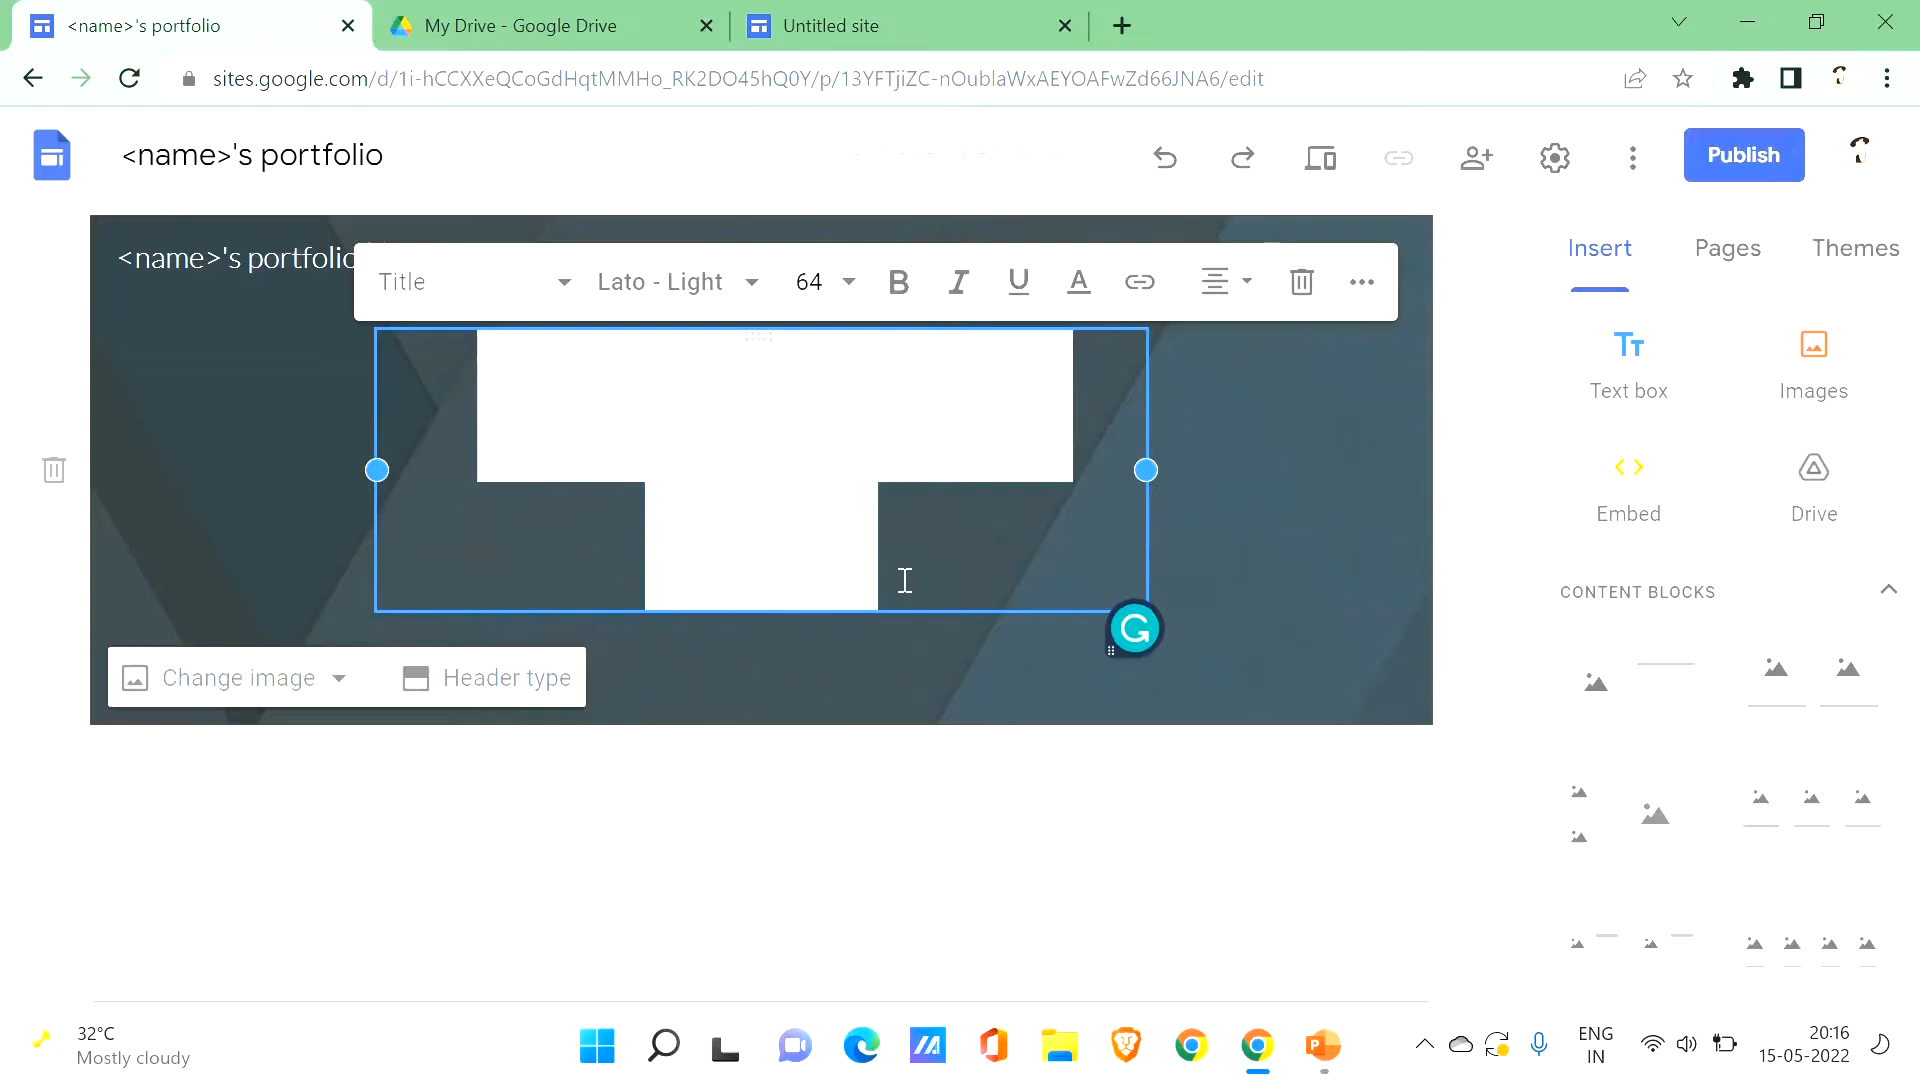 <name>'s portfolio
My Drive - Google Drive
Untitled site
sites.google.com/d/1i-hCCXXeQCoGdHqtMMHo_RK2DO45hQ0Y/p/13YFTjiZC-nOublaWxAEYOAFwZd66JNA6/edit
<name>'s portfolio
Publish
<name>'s portfolio
Title
Lato - Light
64
B
I
U
A
Insert
Pages
Themes
Text box
Images
Embed
Drive
CONTENT BLOCKS
Change image
Header type
32°C
Mostly cloudy
ENG
IN
20:16
15-05-2022